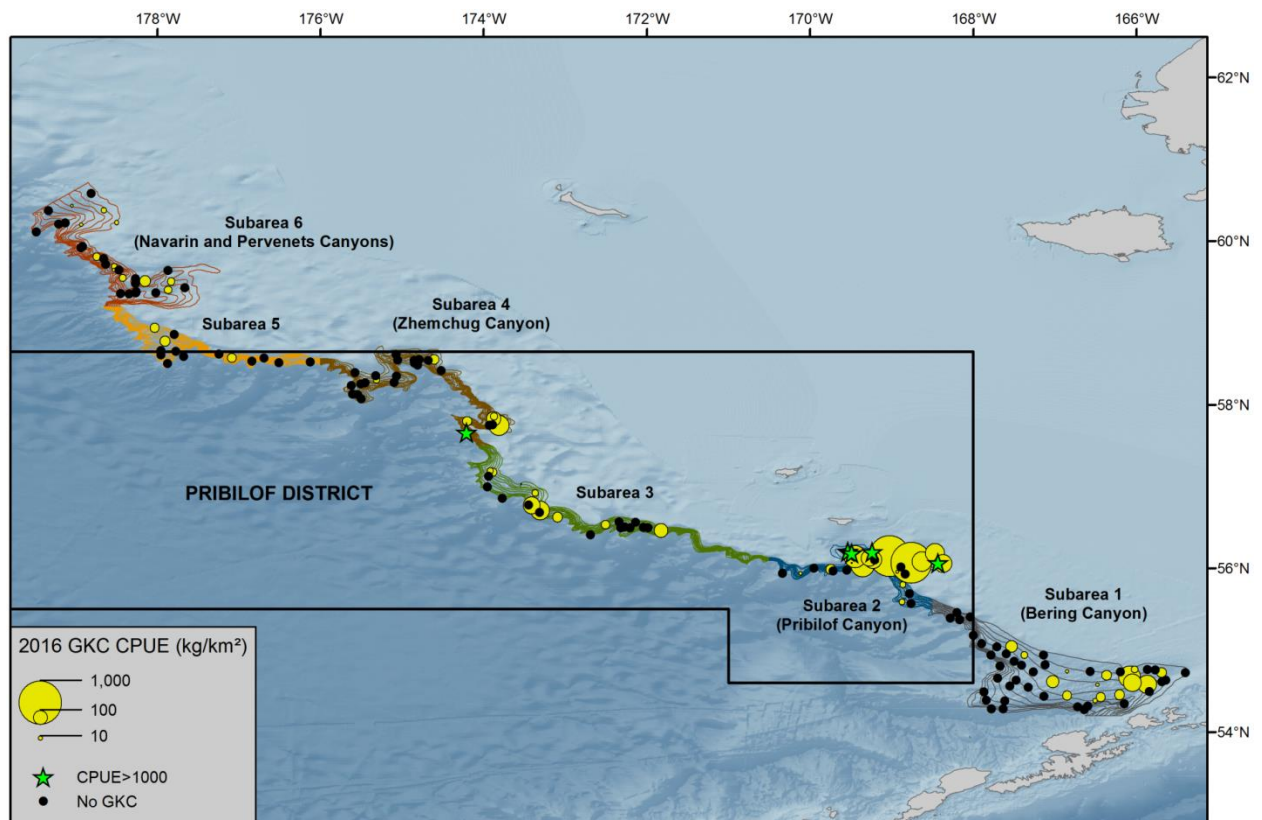 178°W 176°W 174°W 172°W 170°W 168°W 166°W
62°N
60°N
58°N
56°N
54°N
Subarea 6
(Navarin and Pervenets Canyons)
Subarea 5
Subarea 4
(Zhemchug Canyon)
PRIBILOF DISTRICT
Subarea 3
Subarea 2
(Pribilof Canyon)
Subarea 1
(Bering Canyon)
2016 GKC CPUE (kg/km²)
1,000
100
10
CPUE>1000
No GKC